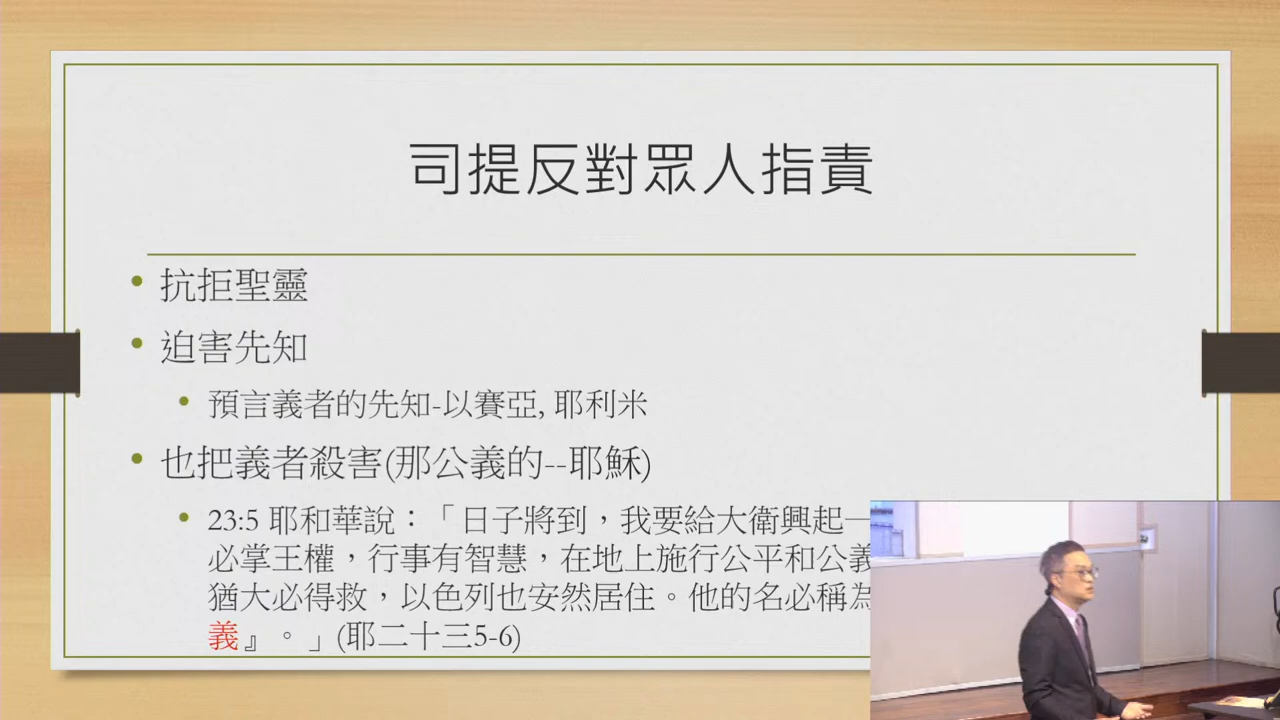 司提反對眾人指責
抗拒聖靈
迫害先知
預言義者的先知-以賽亞, 耶利米
也把義者殺害(那公義的--耶穌)
23:5 耶和華說：「日子將到，我要給大衛興起一
必掌王權，行事有智慧，在地上施行公平和公義
猶大必得救，以色列也安然居住。他的名必稱為
義』。」(耶二十三5-6)